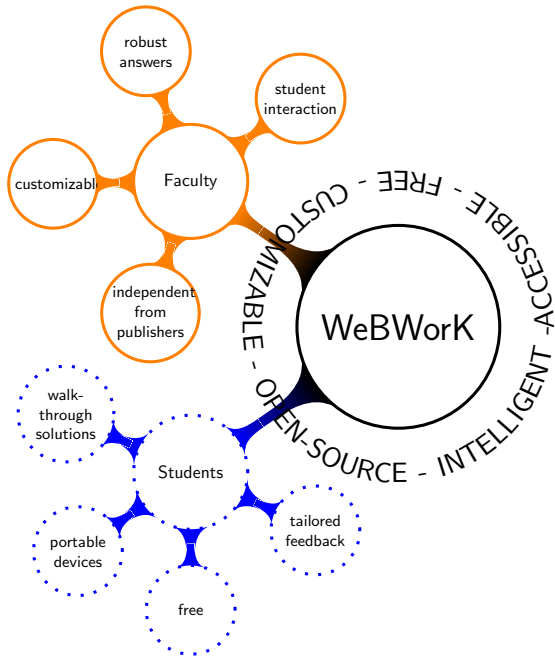 robust
answers
student
interaction
customizable
Faculty
independent
from
publishers
WeBWorK
CUSTOMIZABLE - OPEN-SOURCE - INTELLIGENT -ACCESSIBLE - FREE -
walk-
through
solutions
Students
portable
devices
free
tailored
feedback